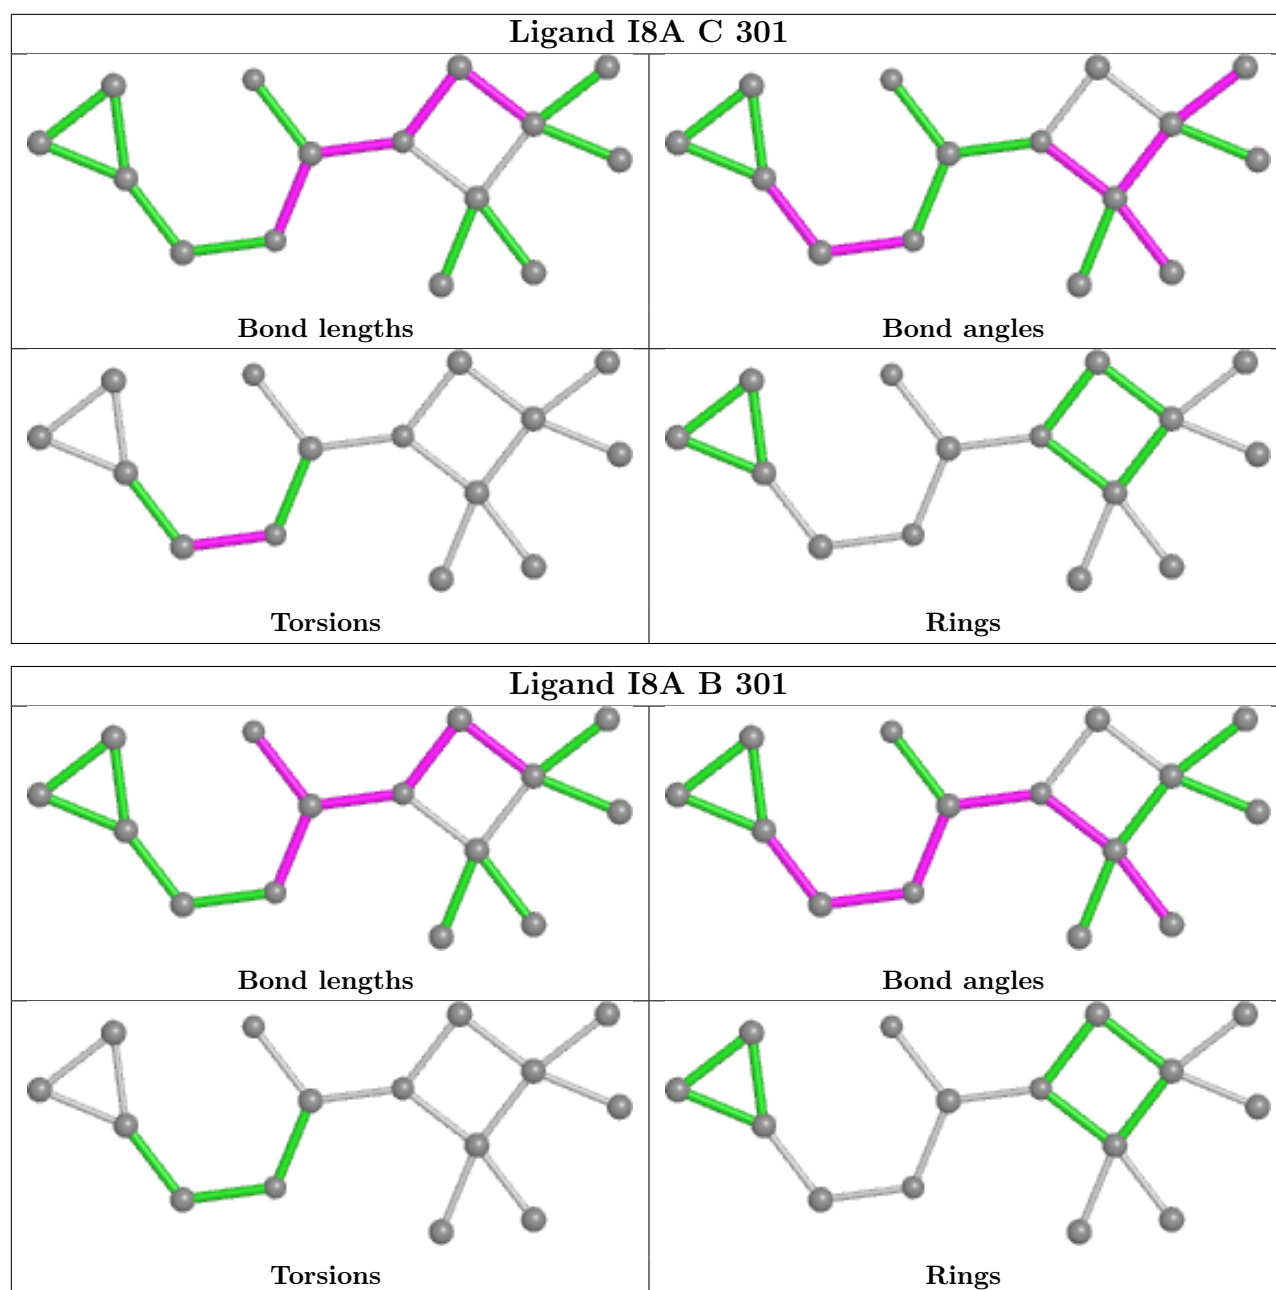 Ligand I8A C 301
Bond lengths
Bond angles
Torsions
Rings
Ligand I8A B 301
Bond lengths
Bond angles
Torsions
Rings